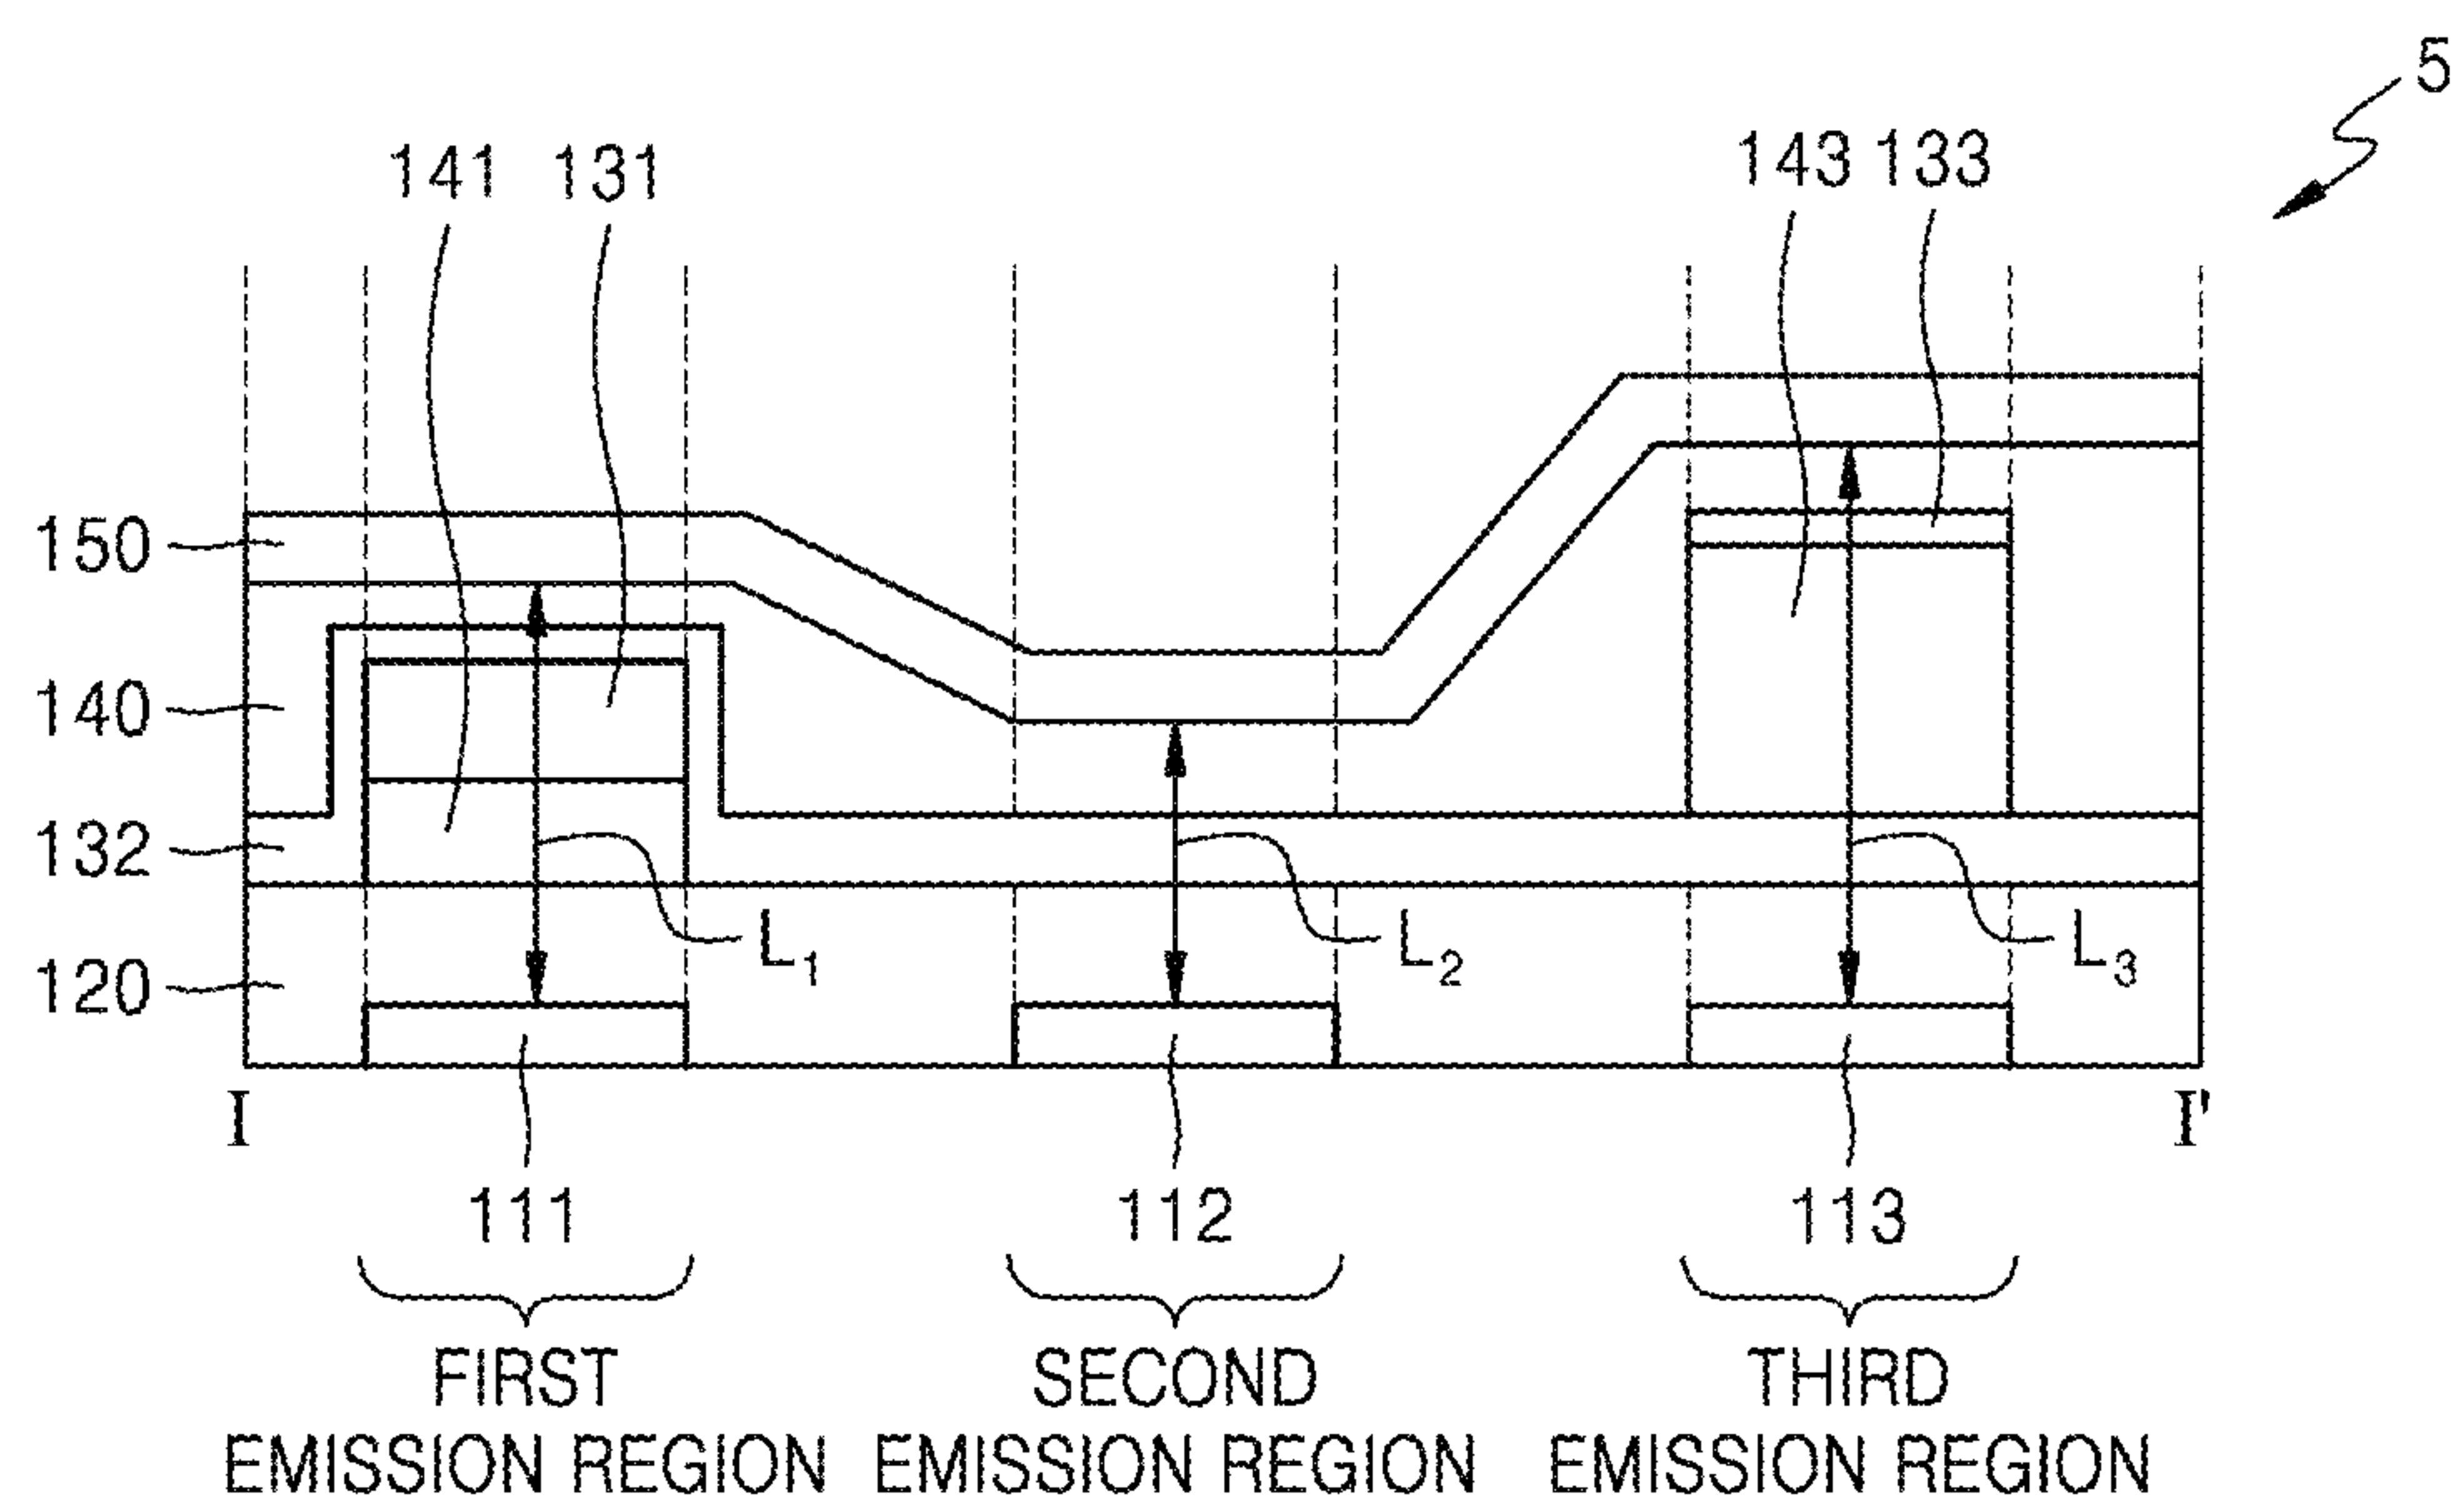 5
141 131
143 133
150
140
132
120
L1
L2
L3
I
I'
111
112
113
FIRST
EMISSION REGION
SECOND
EMISSION REGION
THIRD
EMISSION REGION